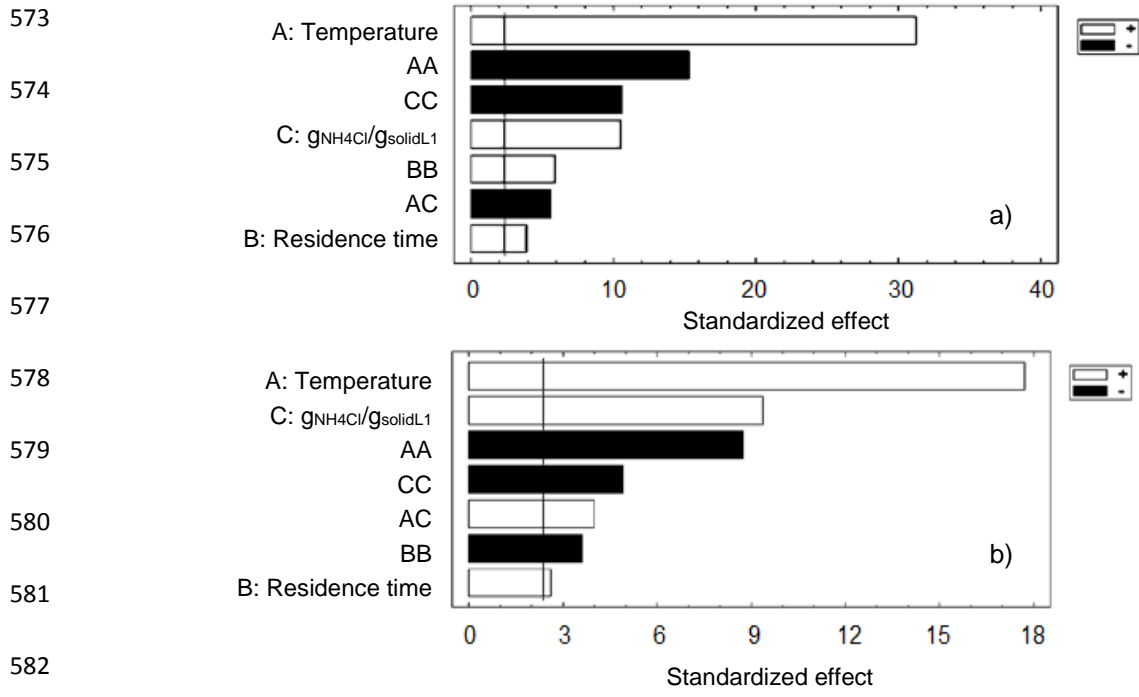 573
A: Temperature
+
-
AA
574
CC
C: gNH4Cl/gsolidL1
575
BB
AC
a)
576
B: Residence time
0 10 20 30 40
577
Standardized effect
578
A: Temperature
+
-
C: gNH4Cl/gsolidL1
579
AA
CC
580
AC
BB
b)
581
B: Residence time
0 3 6 9 12 15 18
582
Standardized effect